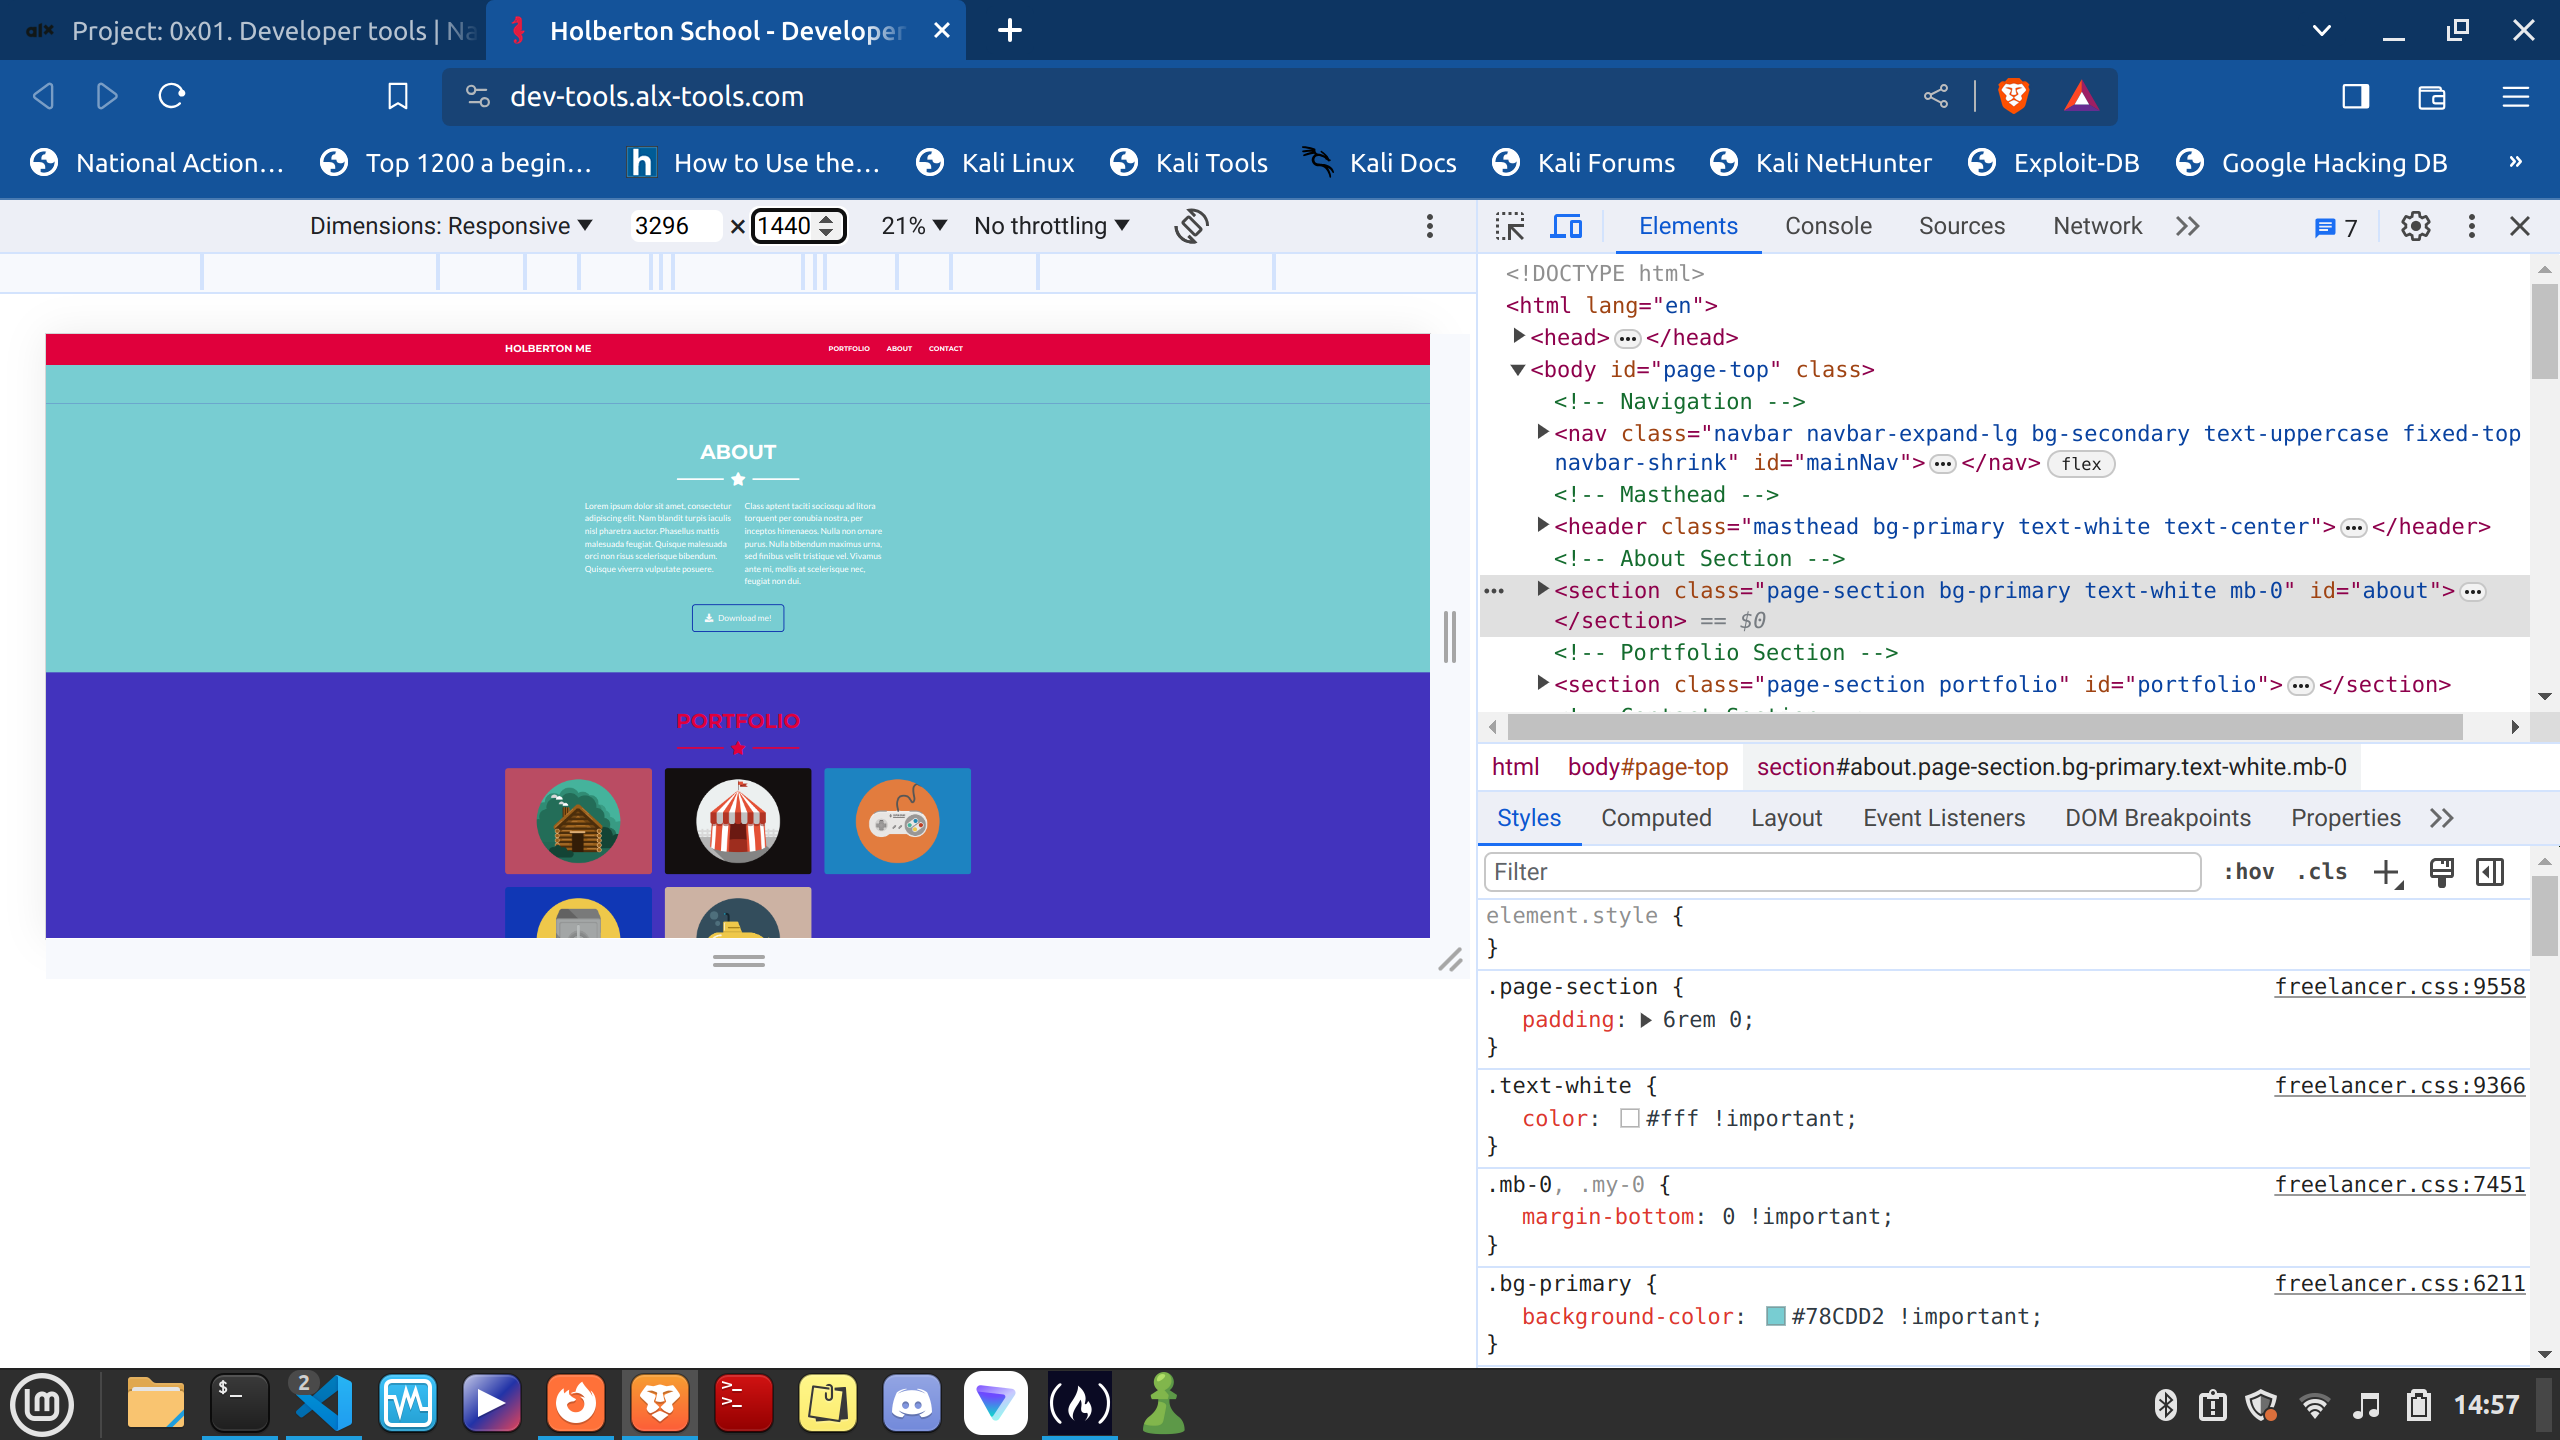 alx Project: 0x01. Developer tools | Na
Holberton School - Developer
dev-tools.alx-tools.com
National Action…
Top 1200 a begin…
h How to Use the…
Kali Linux
Kali Tools
Kali Docs
Kali Forums
Kali NetHunter
Exploit-DB
Google Hacking DB
»
Dimensions: Responsive ▼ 3296 × 1440 21% ▼ No throttling ▼
HOLBERTON ME
PORTFOLIO ABOUT CONTACT
ABOUT
Lorem ipsum dolor sit amet, consectetur
adipiscing elit. Nam blandit turpis iaculis
nisl pharetra auctor. Phasellus mattis
malesuada feugiat. Quisque malesuada
orci non risus scelerisque bibendum.
Quisque viverra vulputate posuere.
Class aptent taciti sociosqu ad litora
torquent per conubia nostra, per
inceptos himenaeos. Nulla non ornare
purus. Nulla bibendum maximus urna,
sed finibus velit tristique vel. Vivamus
ante mi, mollis at scelerisque nec,
feugiat non dui.
Download me!
PORTFOLIO
Elements Console Sources Network 7
<!DOCTYPE html>
<html lang="en">
<head>…</head>
<body id="page-top" class>
<!-- Navigation -->
<nav class="navbar navbar-expand-lg bg-secondary text-uppercase fixed-top
navbar-shrink" id="mainNav">…</nav> flex
<!-- Masthead -->
<header class="masthead bg-primary text-white text-center">…</header>
<!-- About Section -->
… <section class="page-section bg-primary text-white mb-0" id="about">…
</section> == $0
<!-- Portfolio Section -->
<section class="page-section portfolio" id="portfolio">…</section>
html body#page-top section#about.page-section.bg-primary.text-white.mb-0
Styles Computed Layout Event Listeners DOM Breakpoints Properties
Filter :hov .cls
element.style {
}
.page-section { freelancer.css:9558
padding: 6rem 0;
}
.text-white { freelancer.css:9366
color: #fff !important;
}
.mb-0, .my-0 { freelancer.css:7451
margin-bottom: 0 !important;
}
.bg-primary { freelancer.css:6211
background-color: #78CDD2 !important;
}
$_
2
>_
>_
14:57